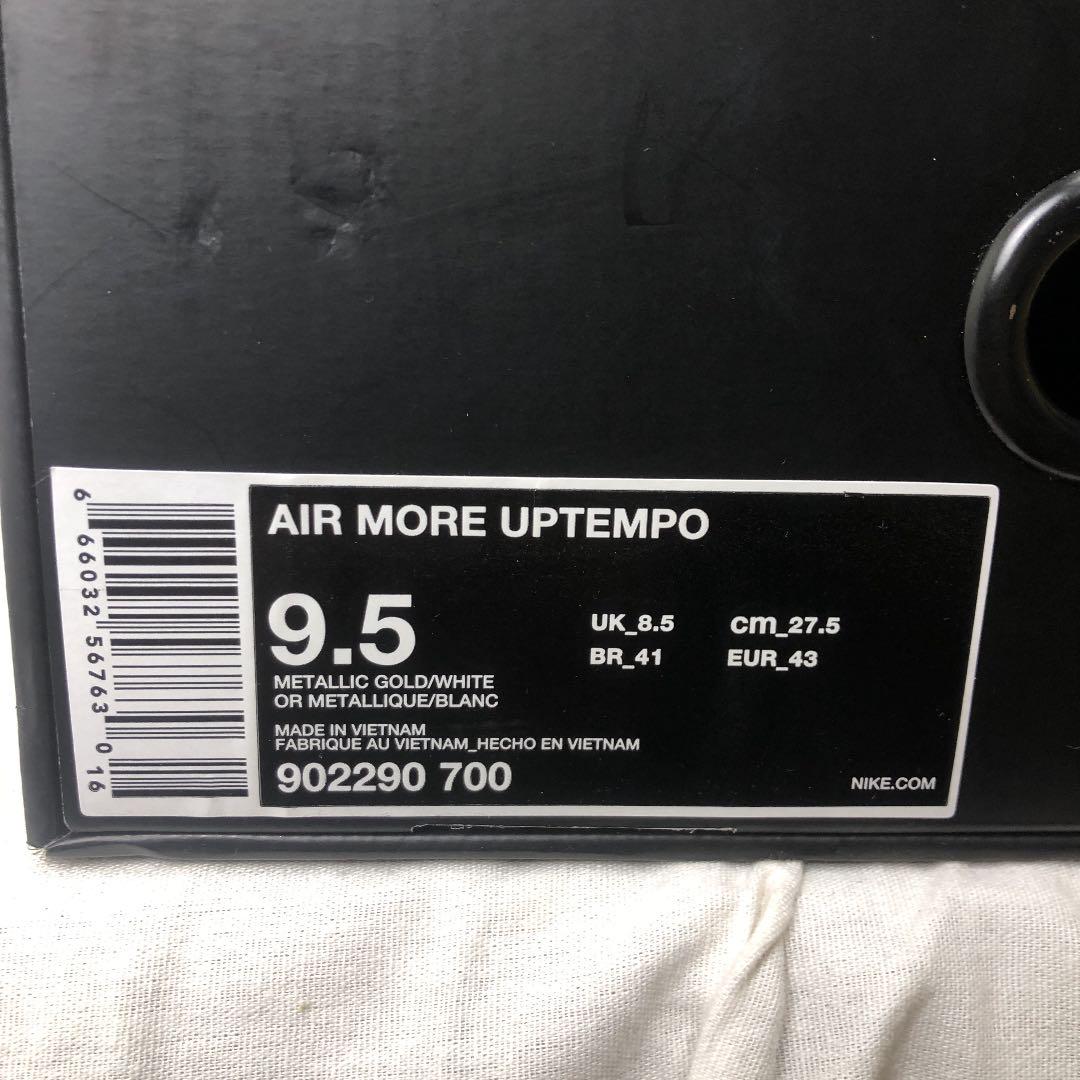 6 66032 56763 0 16
AIR MORE UPTEMPO
9.5
UK_8.5 cm_27.5
BR_41 EUR_43
METALLIC GOLD/WHITE
OR METALLIQUE/BLANC
MADE IN VIETNAM
FABRIQUE AU VIETNAM_HECHO EN VIETNAM
902290 700
NIKE.COM